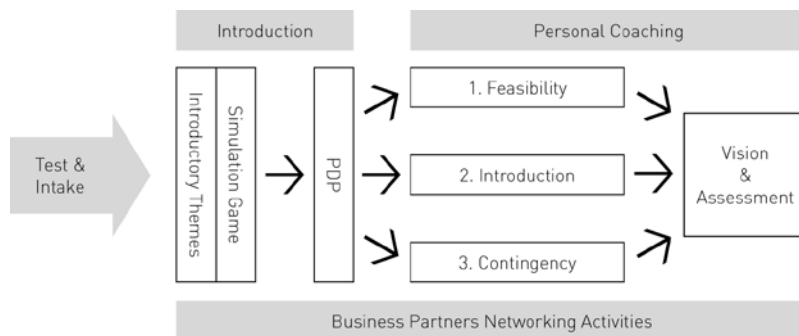 Introduction
Personal Coaching
Test &
Intake
Introductory Themes
Simulation Game
PDP
1. Feasibility
2. Introduction
3. Contingency
Vision
&
Assessment
Business Partners Networking Activities